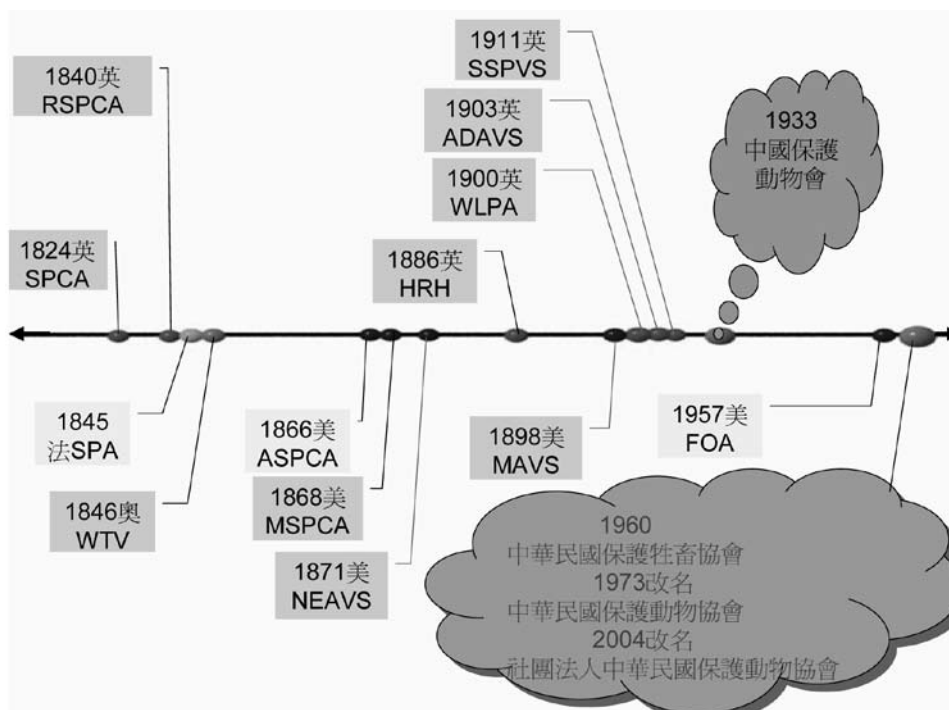 1840英
RSPCA
1824英
SPCA
1911英
SSPVS
1903英
ADAVS
1900英
WLPA
1886英
HRH
1933
中國保護
動物會
1845
法SPA
1846奧
WTV
1866美
ASPCA
1868美
MSPCA
1871美
NEAVS
1898美
MAVS
1957美
FOA
1960
中華民國保護牲畜協會
1973改名
中華民國保護動物協會
2004改名
社團法人中華民國保護動物協會